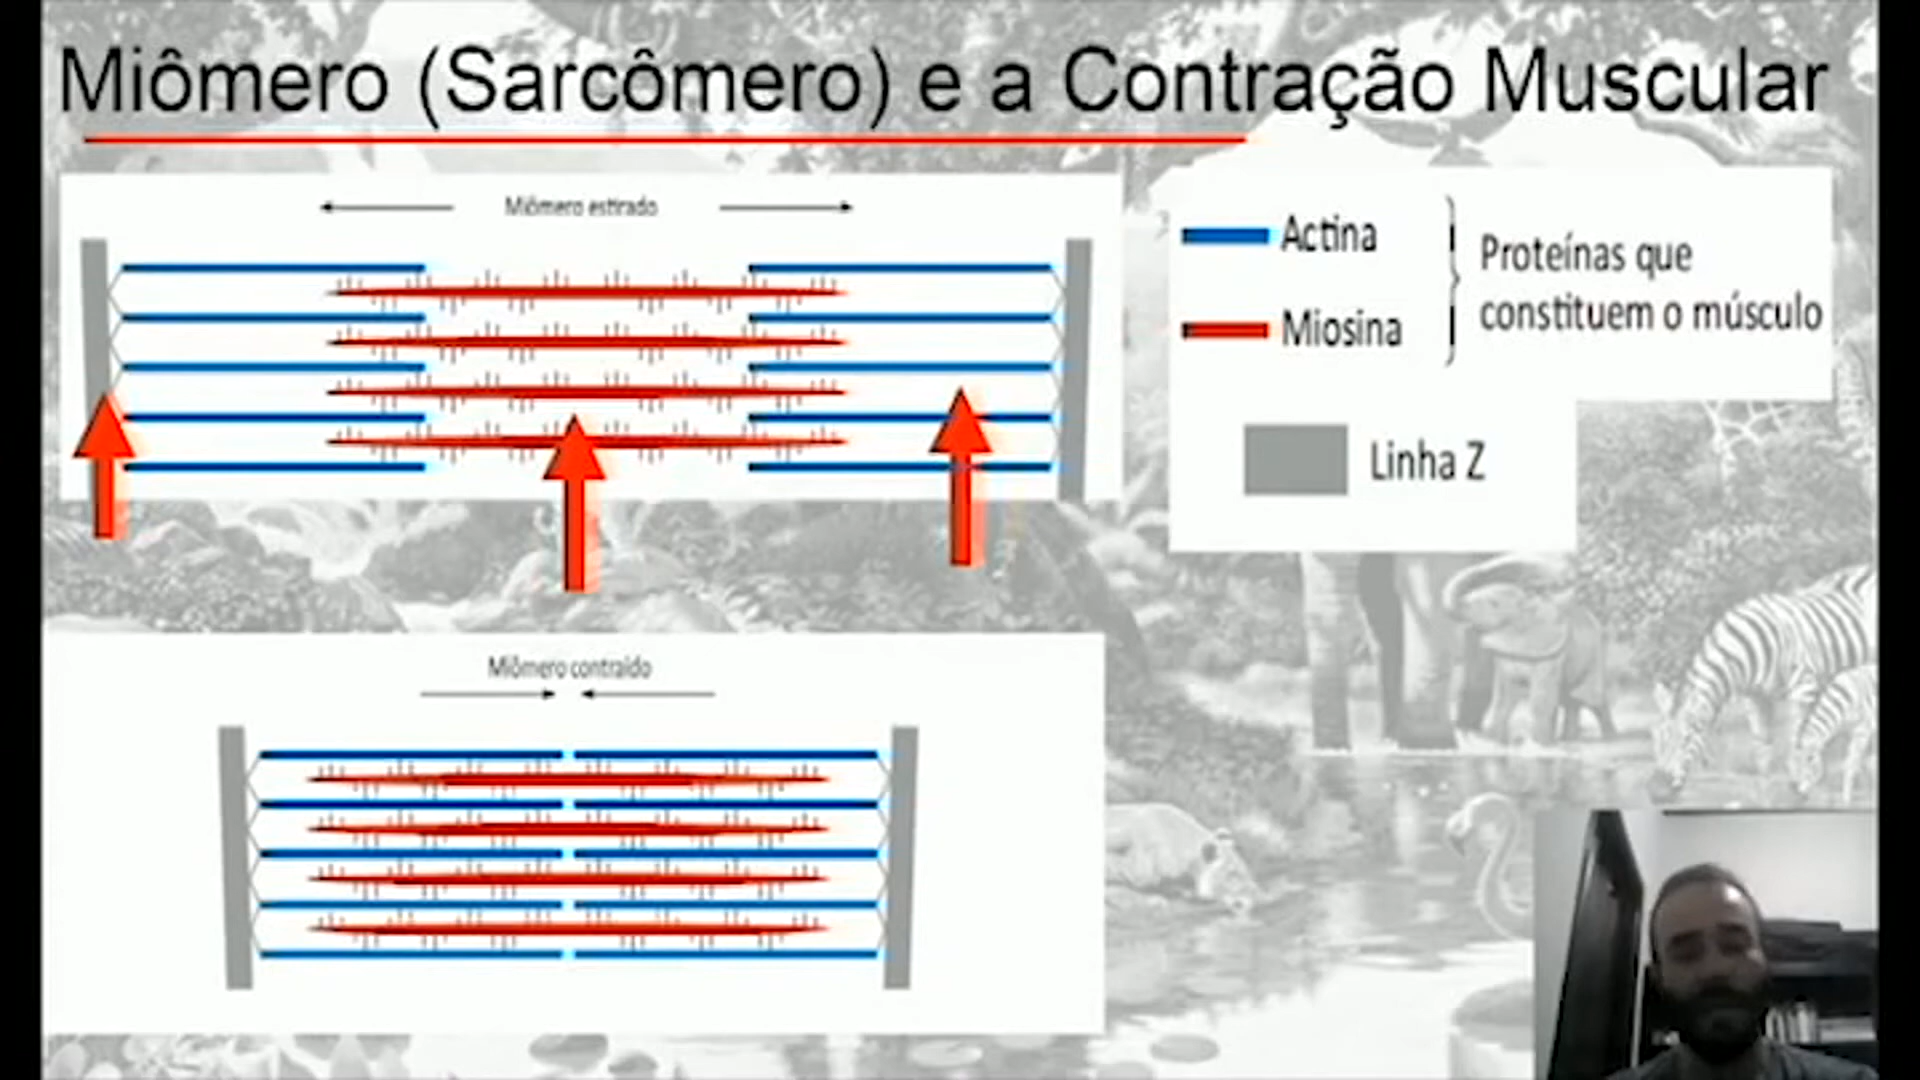 Miômero (Sarcômero) e a Contração Muscular
Miômero estirado
Actina
Miosina
Proteínas que
constituem o músculo
Linha Z
Miômero contraído